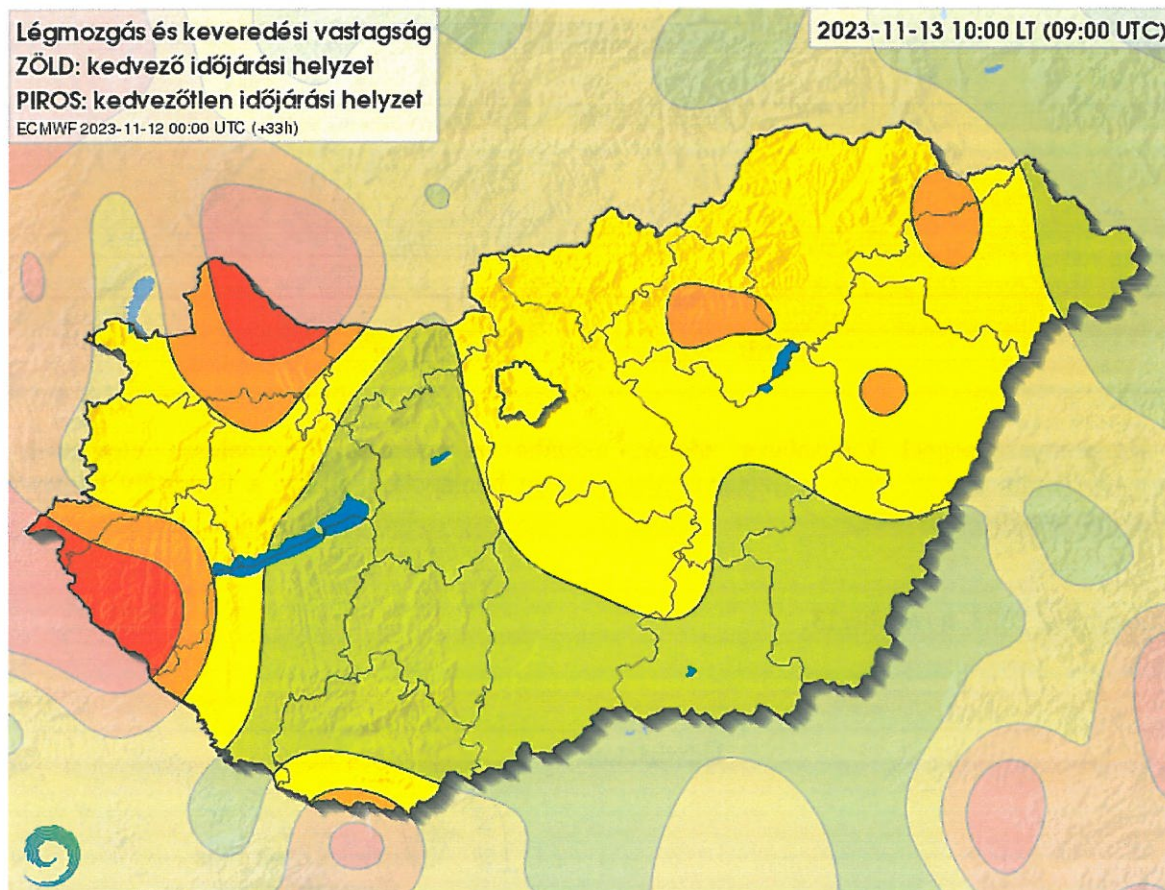 Légmozgás és keveredési vastagság
ZÖLD: kedvező időjárási helyzet
PIROS: kedvezőtlen időjárási helyzet
ECMWF 2023-11-12 00:00 UTC (+33h)
2023-11-13 10:00 LT (09:00 UTC)